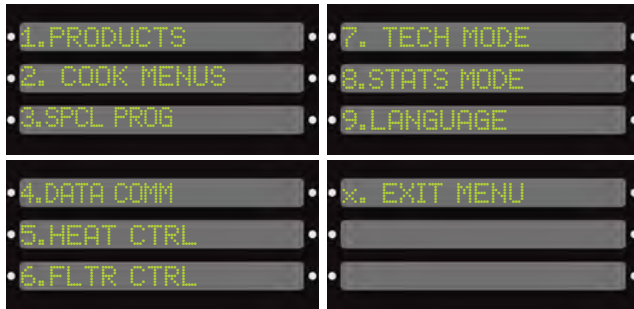 1.PRODUCTS
2. COOK MENUS
3.SPCL PROG
4.DATA COMM
5.HEAT CTRL
6.FLTR CTRL
7. TECH MODE
8.STATS MODE
9.LANGUAGE
x. EXIT MENU